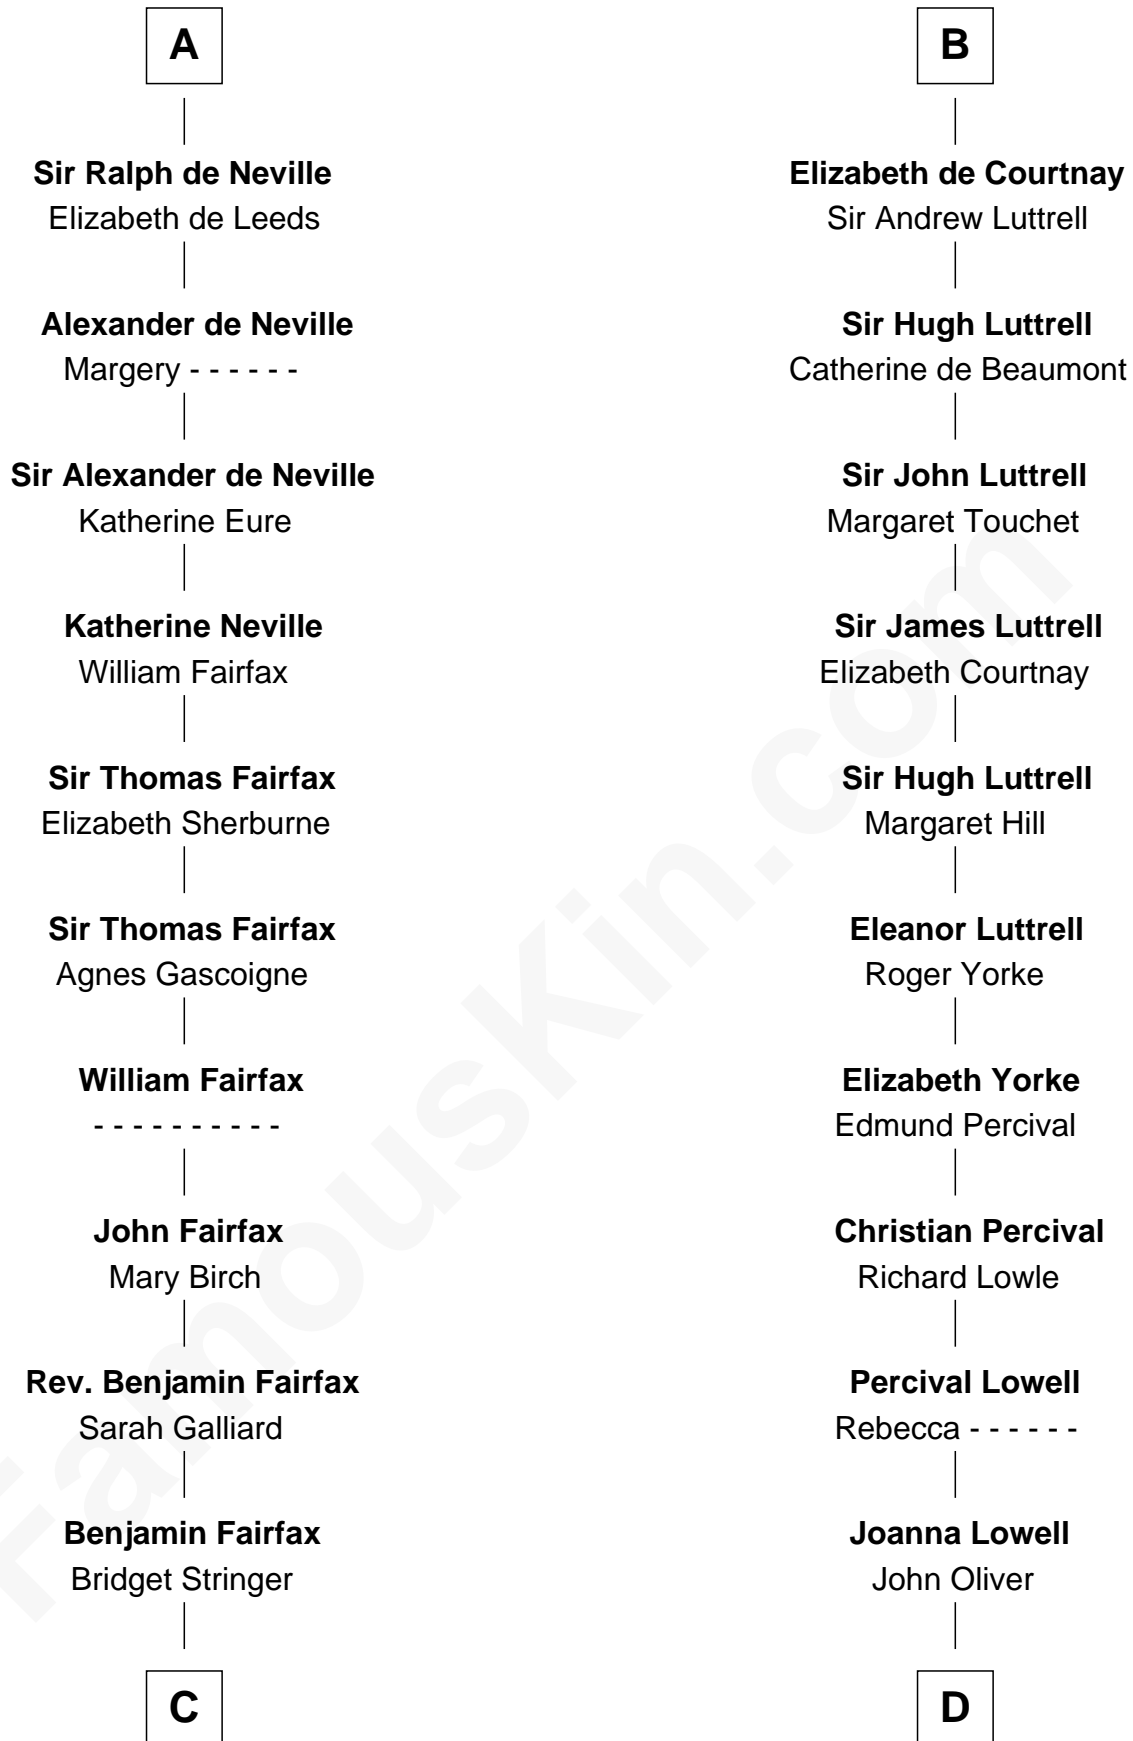 A
Sir Ralph de Neville
Elizabeth de Leeds
Alexander de Neville
Margery - - - - - -
Sir Alexander de Neville
Katherine Eure
Katherine Neville
William Fairfax
Sir Thomas Fairfax
Elizabeth Sherburne
Sir Thomas Fairfax
Agnes Gascoigne
William Fairfax
- - - - - - - - - -
John Fairfax
Mary Birch
Rev. Benjamin Fairfax
Sarah Galliard
Benjamin Fairfax
Bridget Stringer
C
B
Elizabeth de Courtnay
Sir Andrew Luttrell
Sir Hugh Luttrell
Catherine de Beaumont
Sir John Luttrell
Margaret Touchet
Sir James Luttrell
Elizabeth Courtnay
Sir Hugh Luttrell
Margaret Hill
Eleanor Luttrell
Roger Yorke
Elizabeth Yorke
Edmund Percival
Christian Percival
Richard Lowle
Percival Lowell
Rebecca - - - - - -
Joanna Lowell
John Oliver
D
FamousKin.com